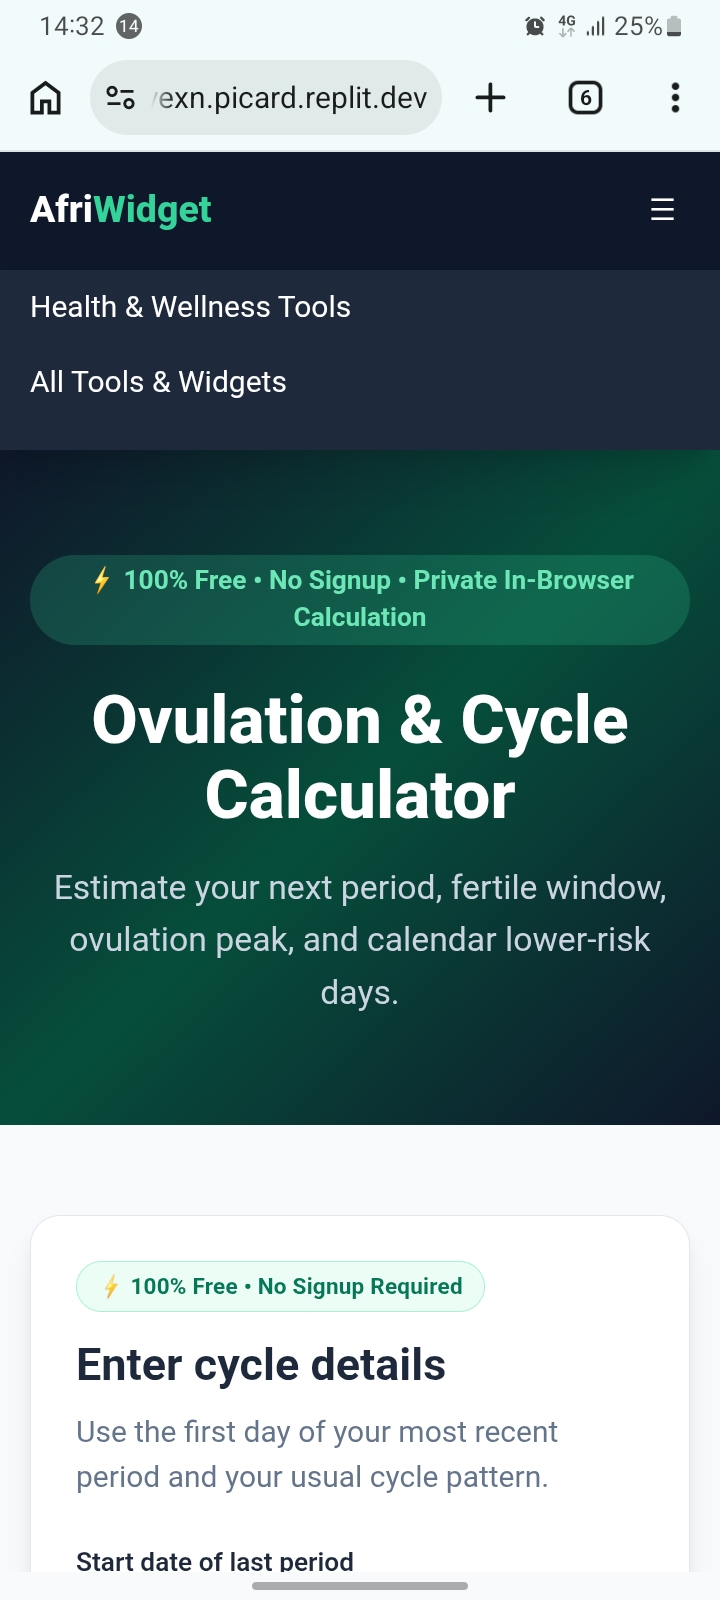 14:32 14 4G 25%
exn.picard.replit.dev 6
AfriWidget
Health & Wellness Tools
All Tools & Widgets
⚡ 100% Free • No Signup • Private In-Browser
Calculation
Ovulation & Cycle
Calculator
Estimate your next period, fertile window,
ovulation peak, and calendar lower-risk
days.
⚡ 100% Free • No Signup Required
Enter cycle details
Use the first day of your most recent
period and your usual cycle pattern.
Start date of last period